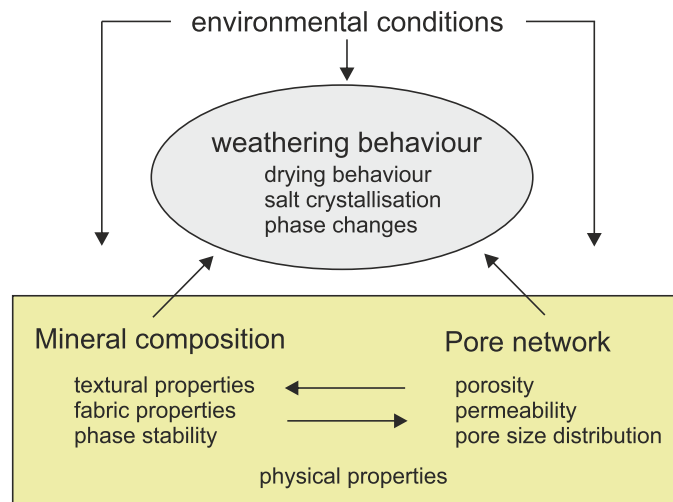 environmental conditions
weathering behaviour
drying behaviour
salt crystallisation
phase changes
Mineral composition
textural properties
fabric properties
phase stability
Pore network
porosity
permeability
pore size distribution
physical properties